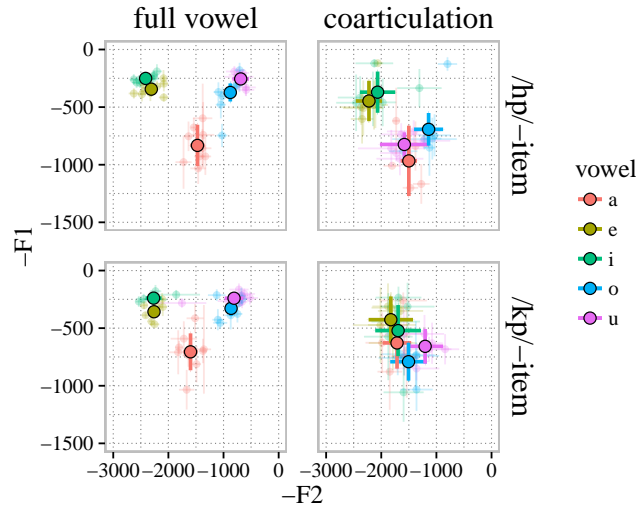 full vowel coarticulation
0
−500
−1000
−1500
/hp/−item
0
−500
−1000
−1500
/kp/−item
−F1
−3000 −2000 −1000 0 −3000 −2000 −1000 0
−F2
vowel
a
e
i
o
u